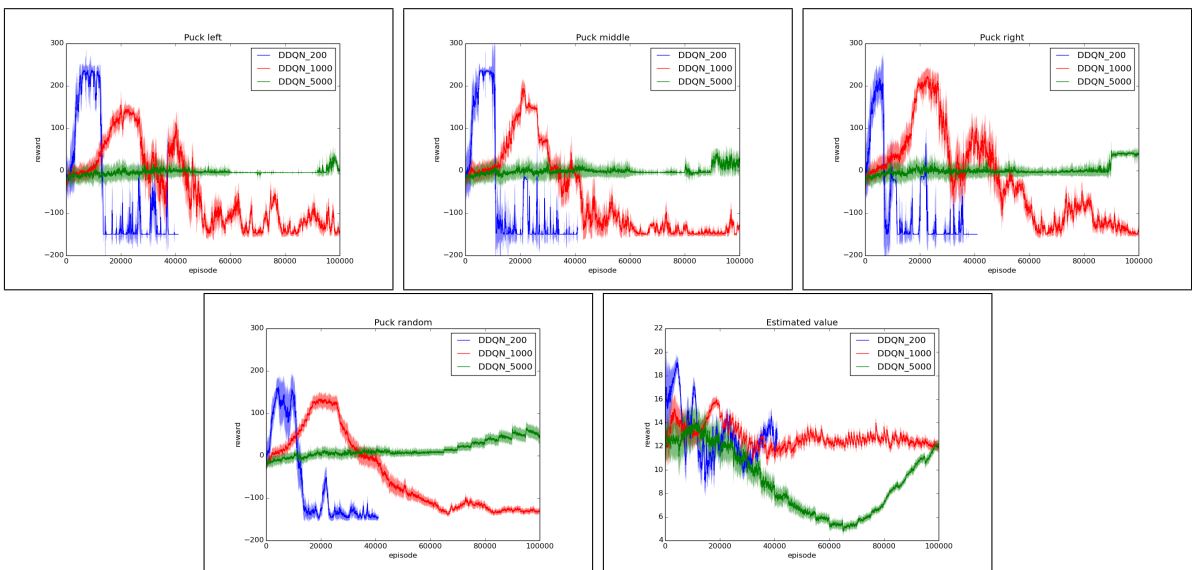 Puck left
300
200
100
0
−100
−200
reward
DDQN_200
DDQN_1000
DDQN_5000
0
20000
40000
60000
80000
100000
episode
Puck middle
300
200
100
0
−100
−200
reward
DDQN_200
DDQN_1000
DDQN_5000
0
20000
40000
60000
80000
100000
episode
Puck right
300
200
100
0
−100
−200
reward
DDQN_200
DDQN_1000
DDQN_5000
0
20000
40000
60000
80000
100000
episode
Puck random
300
200
100
0
−100
−200
reward
DDQN_200
DDQN_1000
DDQN_5000
0
20000
40000
60000
80000
100000
episode
Estimated value
22
20
18
16
14
12
10
8
6
4
reward
DDQN_200
DDQN_1000
DDQN_5000
0
20000
40000
60000
80000
100000
episode